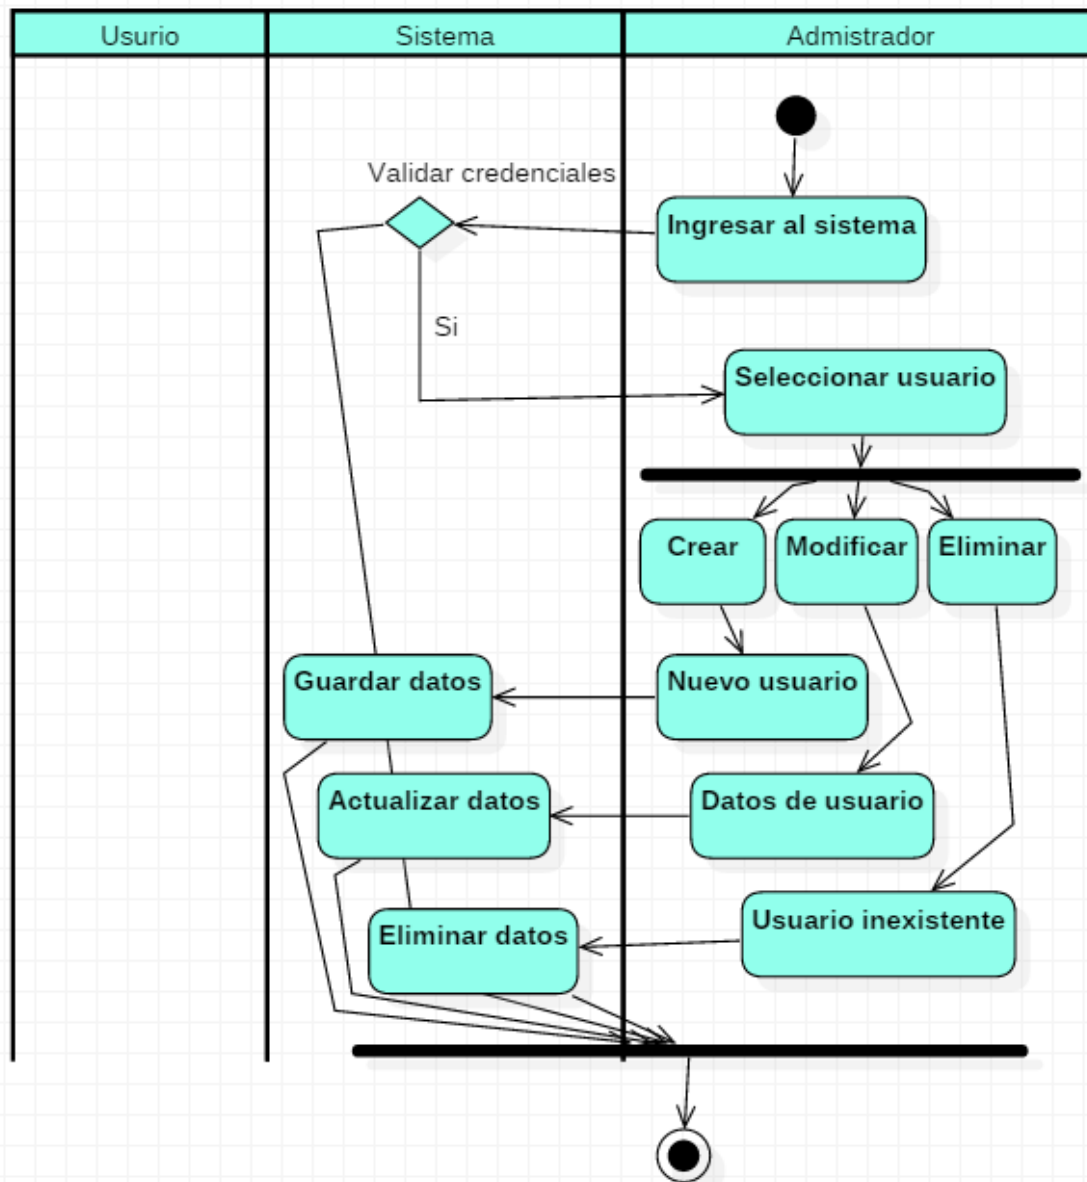 Usurio
Sistema
Admistrador
Validar credenciales
Ingresar al sistema
Si
Seleccionar usuario
Crear
Modificar
Eliminar
Guardar datos
Nuevo usuario
Actualizar datos
Datos de usuario
Eliminar datos
Usuario inexistente